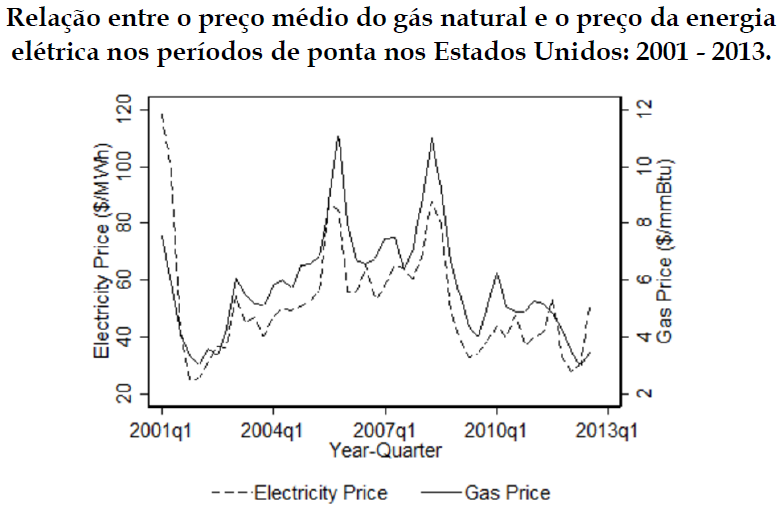 Relação entre o preço médio do gás natural e o preço da energia
elétrica nos períodos de ponta nos Estados Unidos: 2001 - 2013.
Electricity Price ($/MWh)
120
100
80
60
40
20
12
10
8
6
4
2
Gas Price ($/mmBtu)
2001q1 2004q1 2007q1 2010q1 2013q1
Year-Quarter
Electricity Price Gas Price